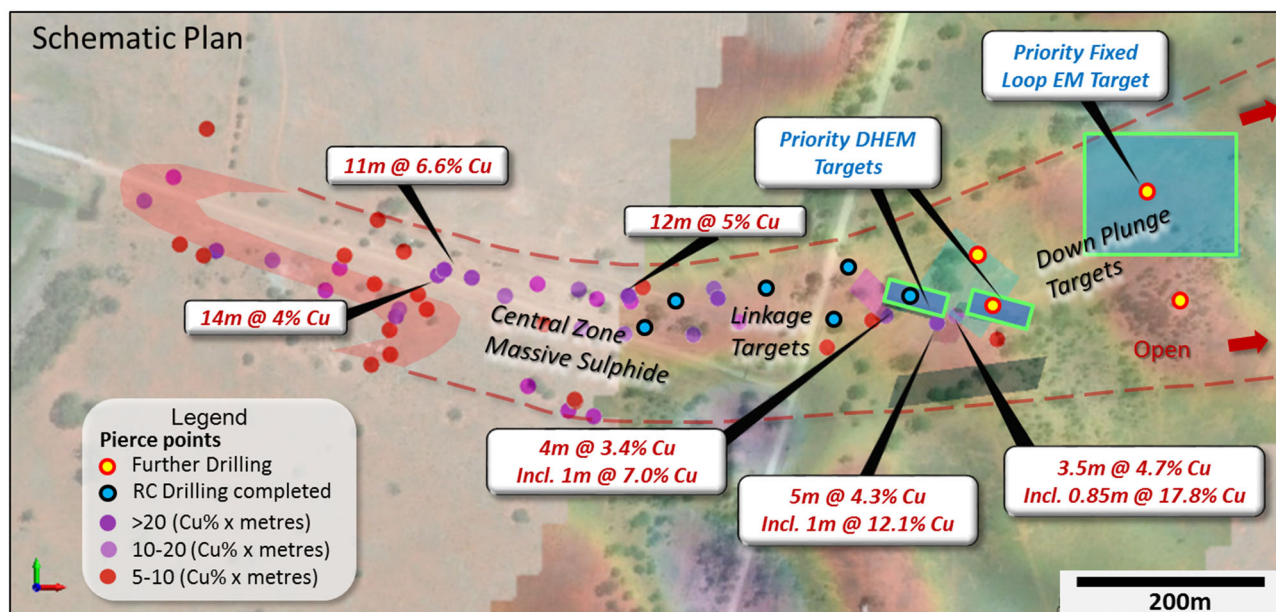 Schematic Plan
Priority Fixed
Loop EM Target
Priority DHEM
Targets
11m @ 6.6% Cu
12m @ 5% Cu
14m @ 4% Cu
Central Zone
Massive Sulphide
Linkage
Targets
Down Plunge
Targets
Open
4m @ 3.4% Cu
Incl. 1m @ 7.0% Cu
5m @ 4.3% Cu
Incl. 1m @ 12.1% Cu
3.5m @ 4.7% Cu
Incl. 0.85m @ 17.8% Cu
Legend
Pierce points
Further Drilling
RC Drilling completed
>20 (Cu% x metres)
10-20 (Cu% x metres)
5-10 (Cu% x metres)
200m